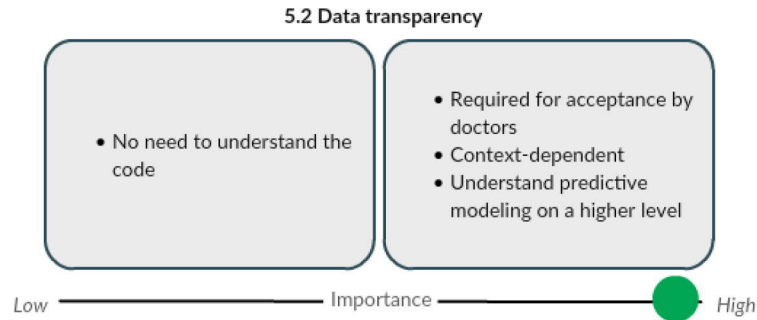 5.2 Data transparency
• No need to understand the
code
• Required for acceptance by
doctors
• Context-dependent
• Understand predictive
modeling on a higher level
Low Importance High